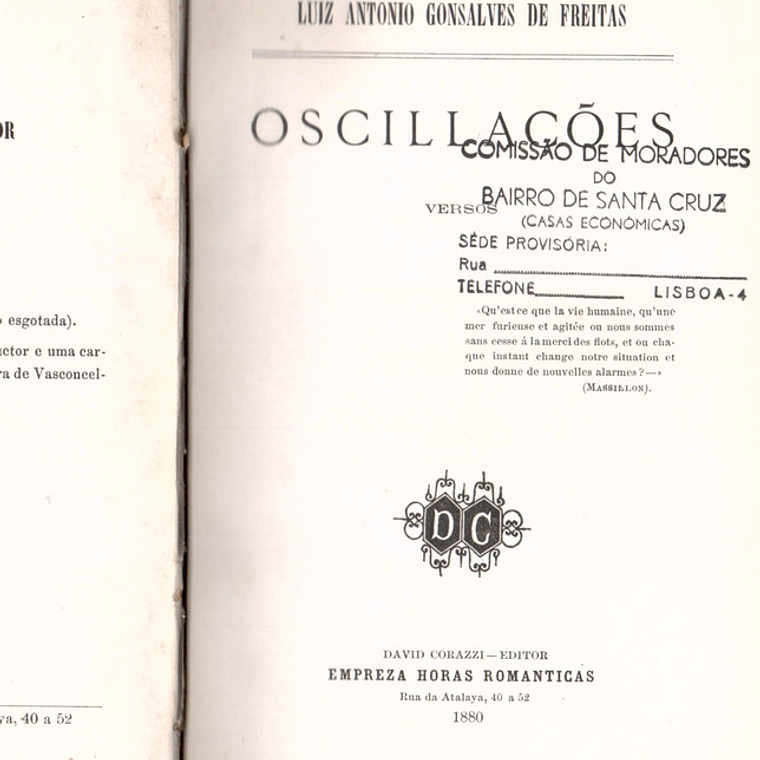 OR
esgotada).
uctor e uma car-
ra de Vasconcel-
va, 40 a 52
LUIZ ANTONIO GONSALVES DE FREITAS
OSCILLAÇÕES
VERSOS
COMISSÃO DE MORADORES
DO
BAIRRO DE SANTA CRUZ
(CASAS ECONÓMICAS)
SÉDE PROVISÓRIA:
Rua
TELEFONE LISBOA-4
«Qu'est ce que la vie humaine, qu'une
mer furieuse et agitée ou nous sommes
sans cesse á la merci des flots, et ou cha-
que instant change notre situation et
nous donne de nouvelles alarmes?—»
(MASSILLON).
DC
DAVID CORAZZI—EDITOR
EMPREZA HORAS ROMANTICAS
Rua da Atalaya, 40 a 52
1880